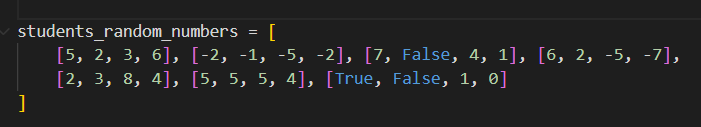 students_random_numbers = [
    [5, 2, 3, 6], [-2, -1, -5, -2], [7, False, 4, 1], [6, 2, -5, -7],
    [2, 3, 8, 4], [5, 5, 5, 4], [True, False, 1, 0]
]